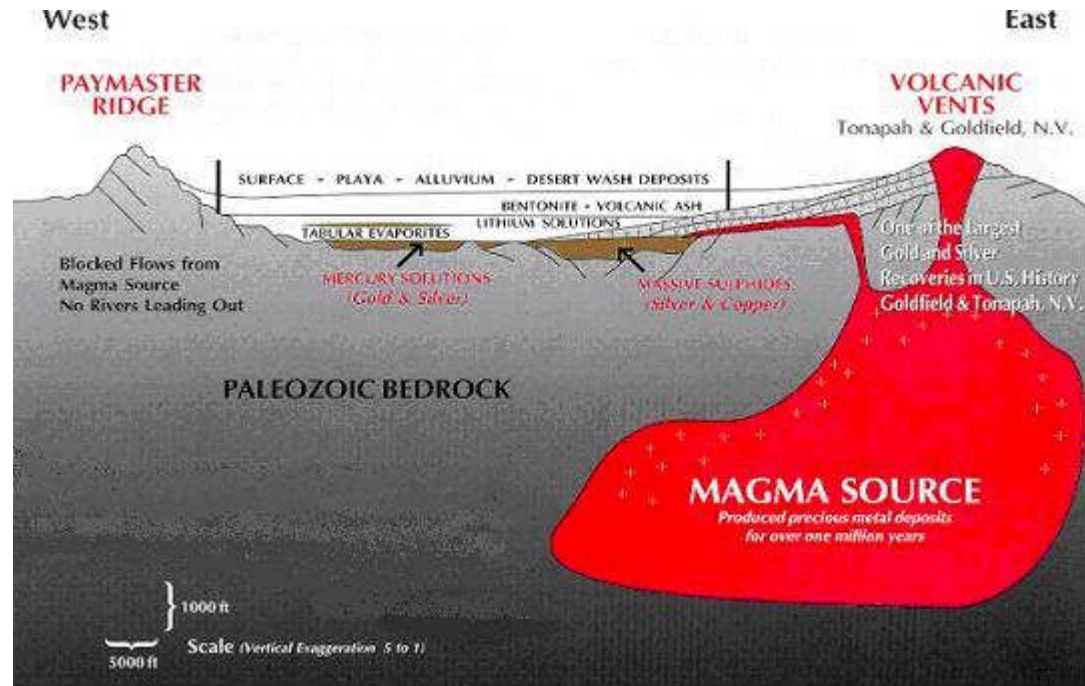 West
East
PAYMASTER
RIDGE
VOLCANIC
VENTS
Tonapah & Goldfield, N.V.
SURFACE - PLAYA - ALLUVIUM - DESERT WASH DEPOSITS
BENTONITE - VOLCANIC ASH
LITHIUM SOLUTIONS
TABULAR EVAPORITES
One of the largest
Gold and Silver
Recoveries in U.S. History
Goldfield & Tonapah, N.V.
Blocked Flows from
Magma Source
No Rivers Leading Out
MERCURY SOLUTIONS
(Gold & Silver)
MASSIVE SULPHIDES
(Silver & Copper)
PALEOZOIC BEDROCK
MAGMA SOURCE
Produced precious metal deposits
for over one million years
1000 ft
5000 ft
Scale (Vertical Exaggeration 5 to 1)